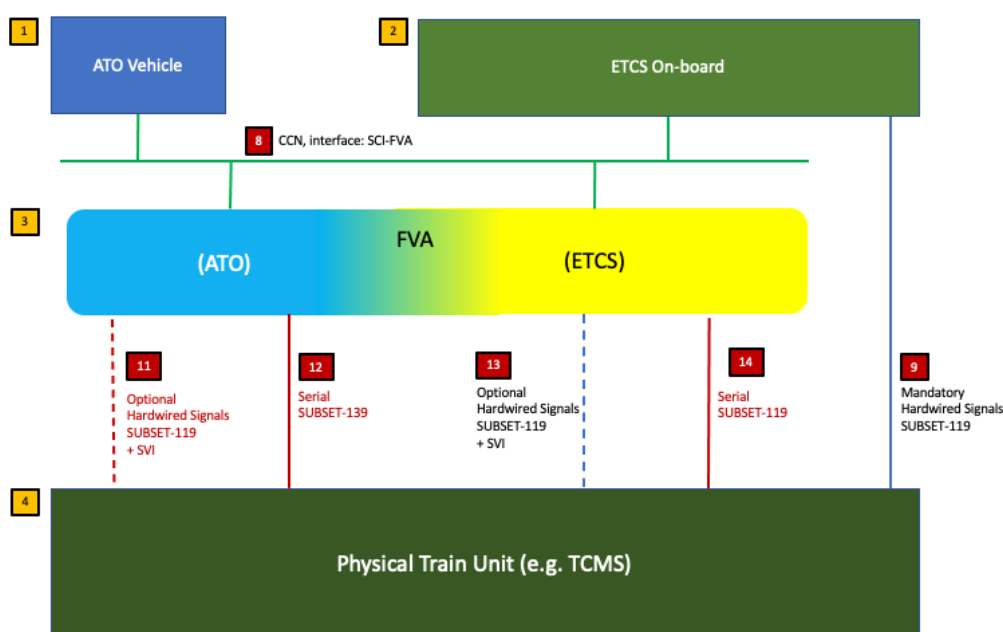 1
2
ATO Vehicle
ETCS On-board
8
CCN, interface: SCI-FVA
3
FVA
(ATO)
(ETCS)
11
Optional
Hardwired Signals
SUBSET-119
+ SVI
12
Serial
SUBSET-139
13
Optional
Hardwired Signals
SUBSET-119
+ SVI
14
Serial
SUBSET-119
9
Mandatory
Hardwired Signals
SUBSET-119
4
Physical Train Unit (e.g. TCMS)